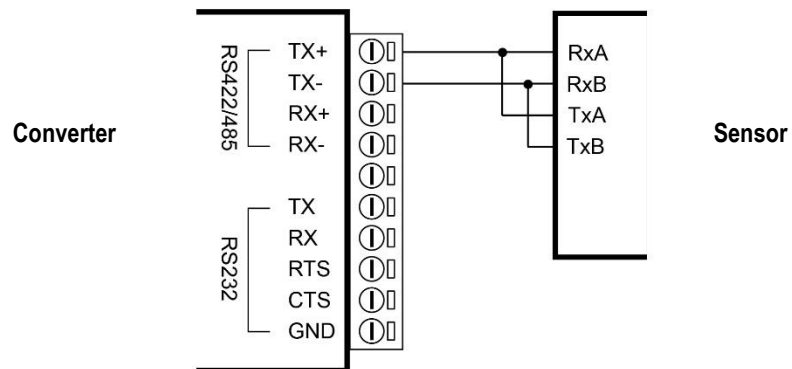 Converter
RS422/485
TX+
TX-
RX+
RX-
RS232
TX
RX
RTS
CTS
GND
RxA
RxB
TxA
TxB
Sensor